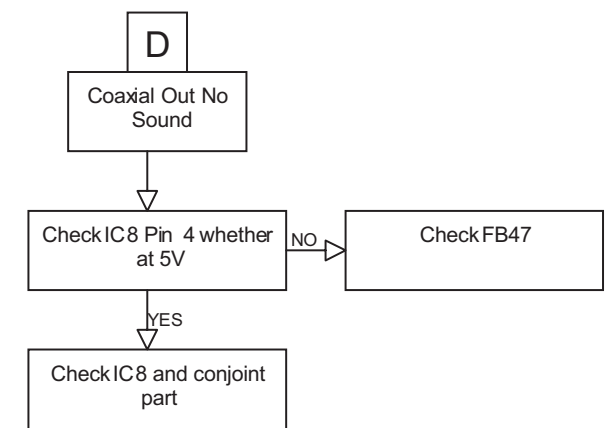 D
Coaxial Out No
Sound
Check IC8 Pin 4 whether
at 5V
NO
Check FB47
YES
Check IC8 and conjoint
part